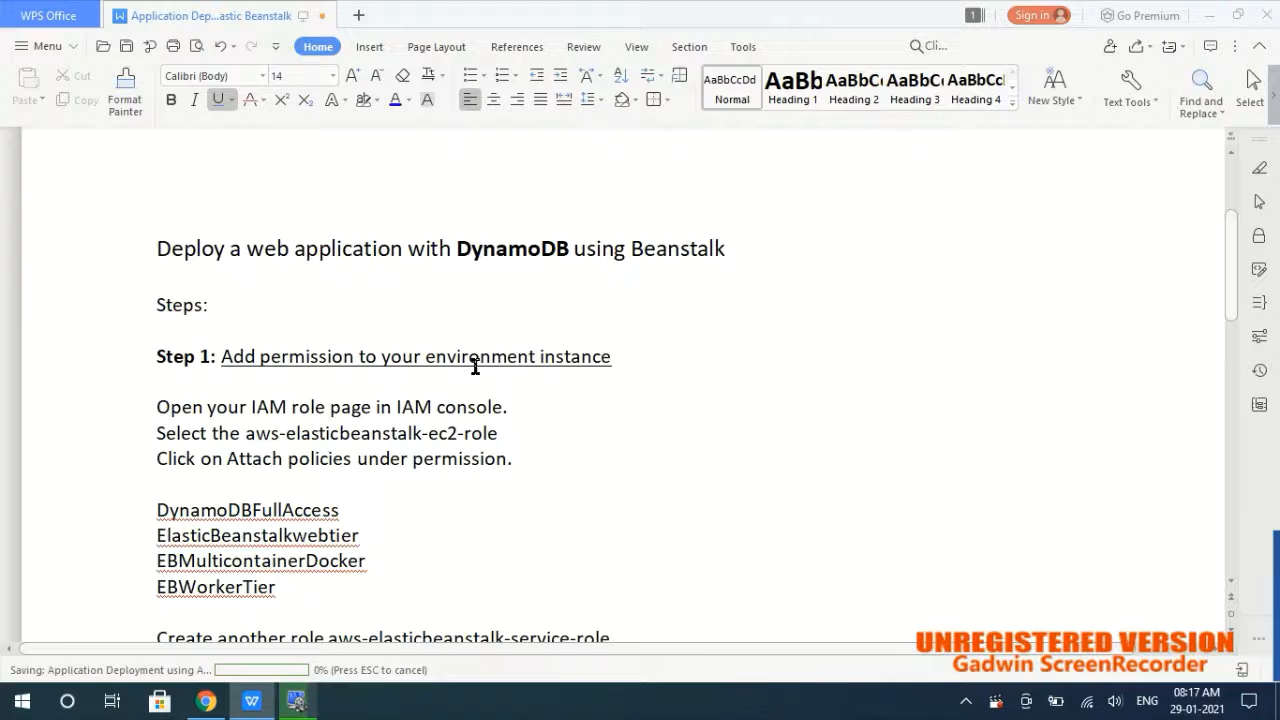 WPS Office
Application Dep...astic Beanstalk
1
Sign in
Go Premium
Menu
Home
Insert
Page Layout
References
Review
View
Section
Tools
Cli...
Paste
Cut
Copy
Format
Painter
Calibri (Body)
14
AaBbCcDd
Normal
AaBb
Heading 1
AaBbC
Heading 2
AaBbC
Heading 3
AaBbC
Heading 4
New Style
Text Tools
Find and
Replace
Select
Deploy a web application with DynamoDB using Beanstalk
Steps:
Step 1: Add permission to your environment instance
Open your IAM role page in IAM console.
Select the aws-elasticbeanstalk-ec2-role
Click on Attach policies under permission.
DynamoDBFullAccess
ElasticBeanstalkwebtier
EBMulticontainerDocker
EBWorkerTier
Create another role aws-elasticbeanstalk-service-role
UNREGISTERED VERSION
Gadwin ScreenRecorder
Saving: Application Deployment using A...
0% (Press ESC to cancel)
ENG
08:17 AM
29-01-2021